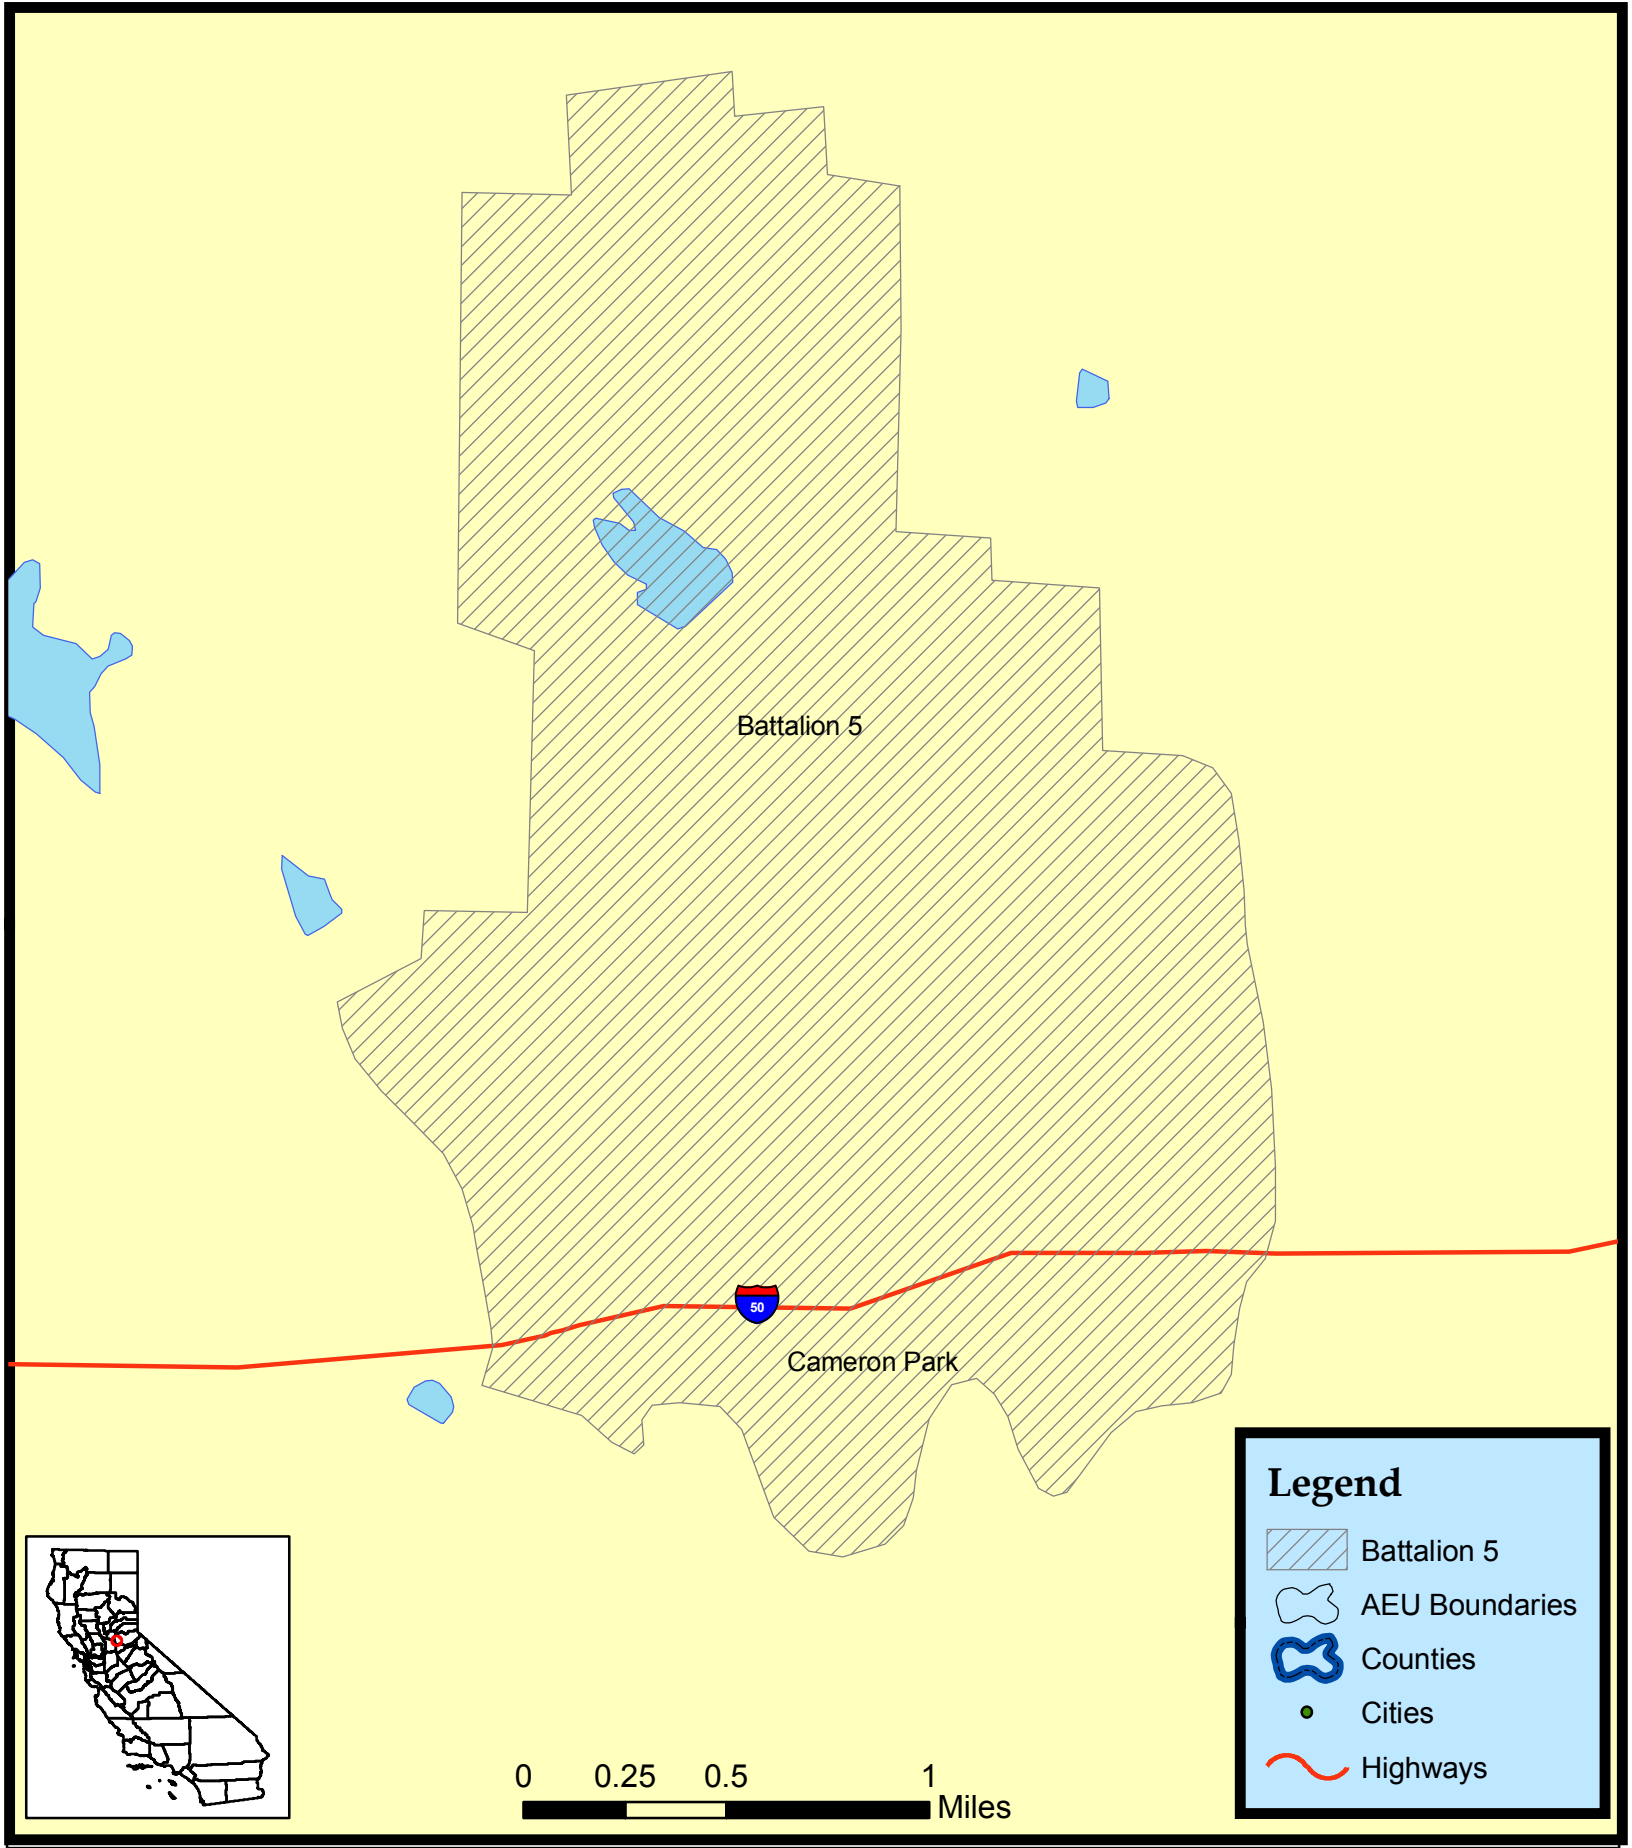 Battalion 5
50
Cameron Park
Legend
Battalion 5
AEU Boundaries
Counties
Cities
Highways
0 0.25 0.5 1
Miles